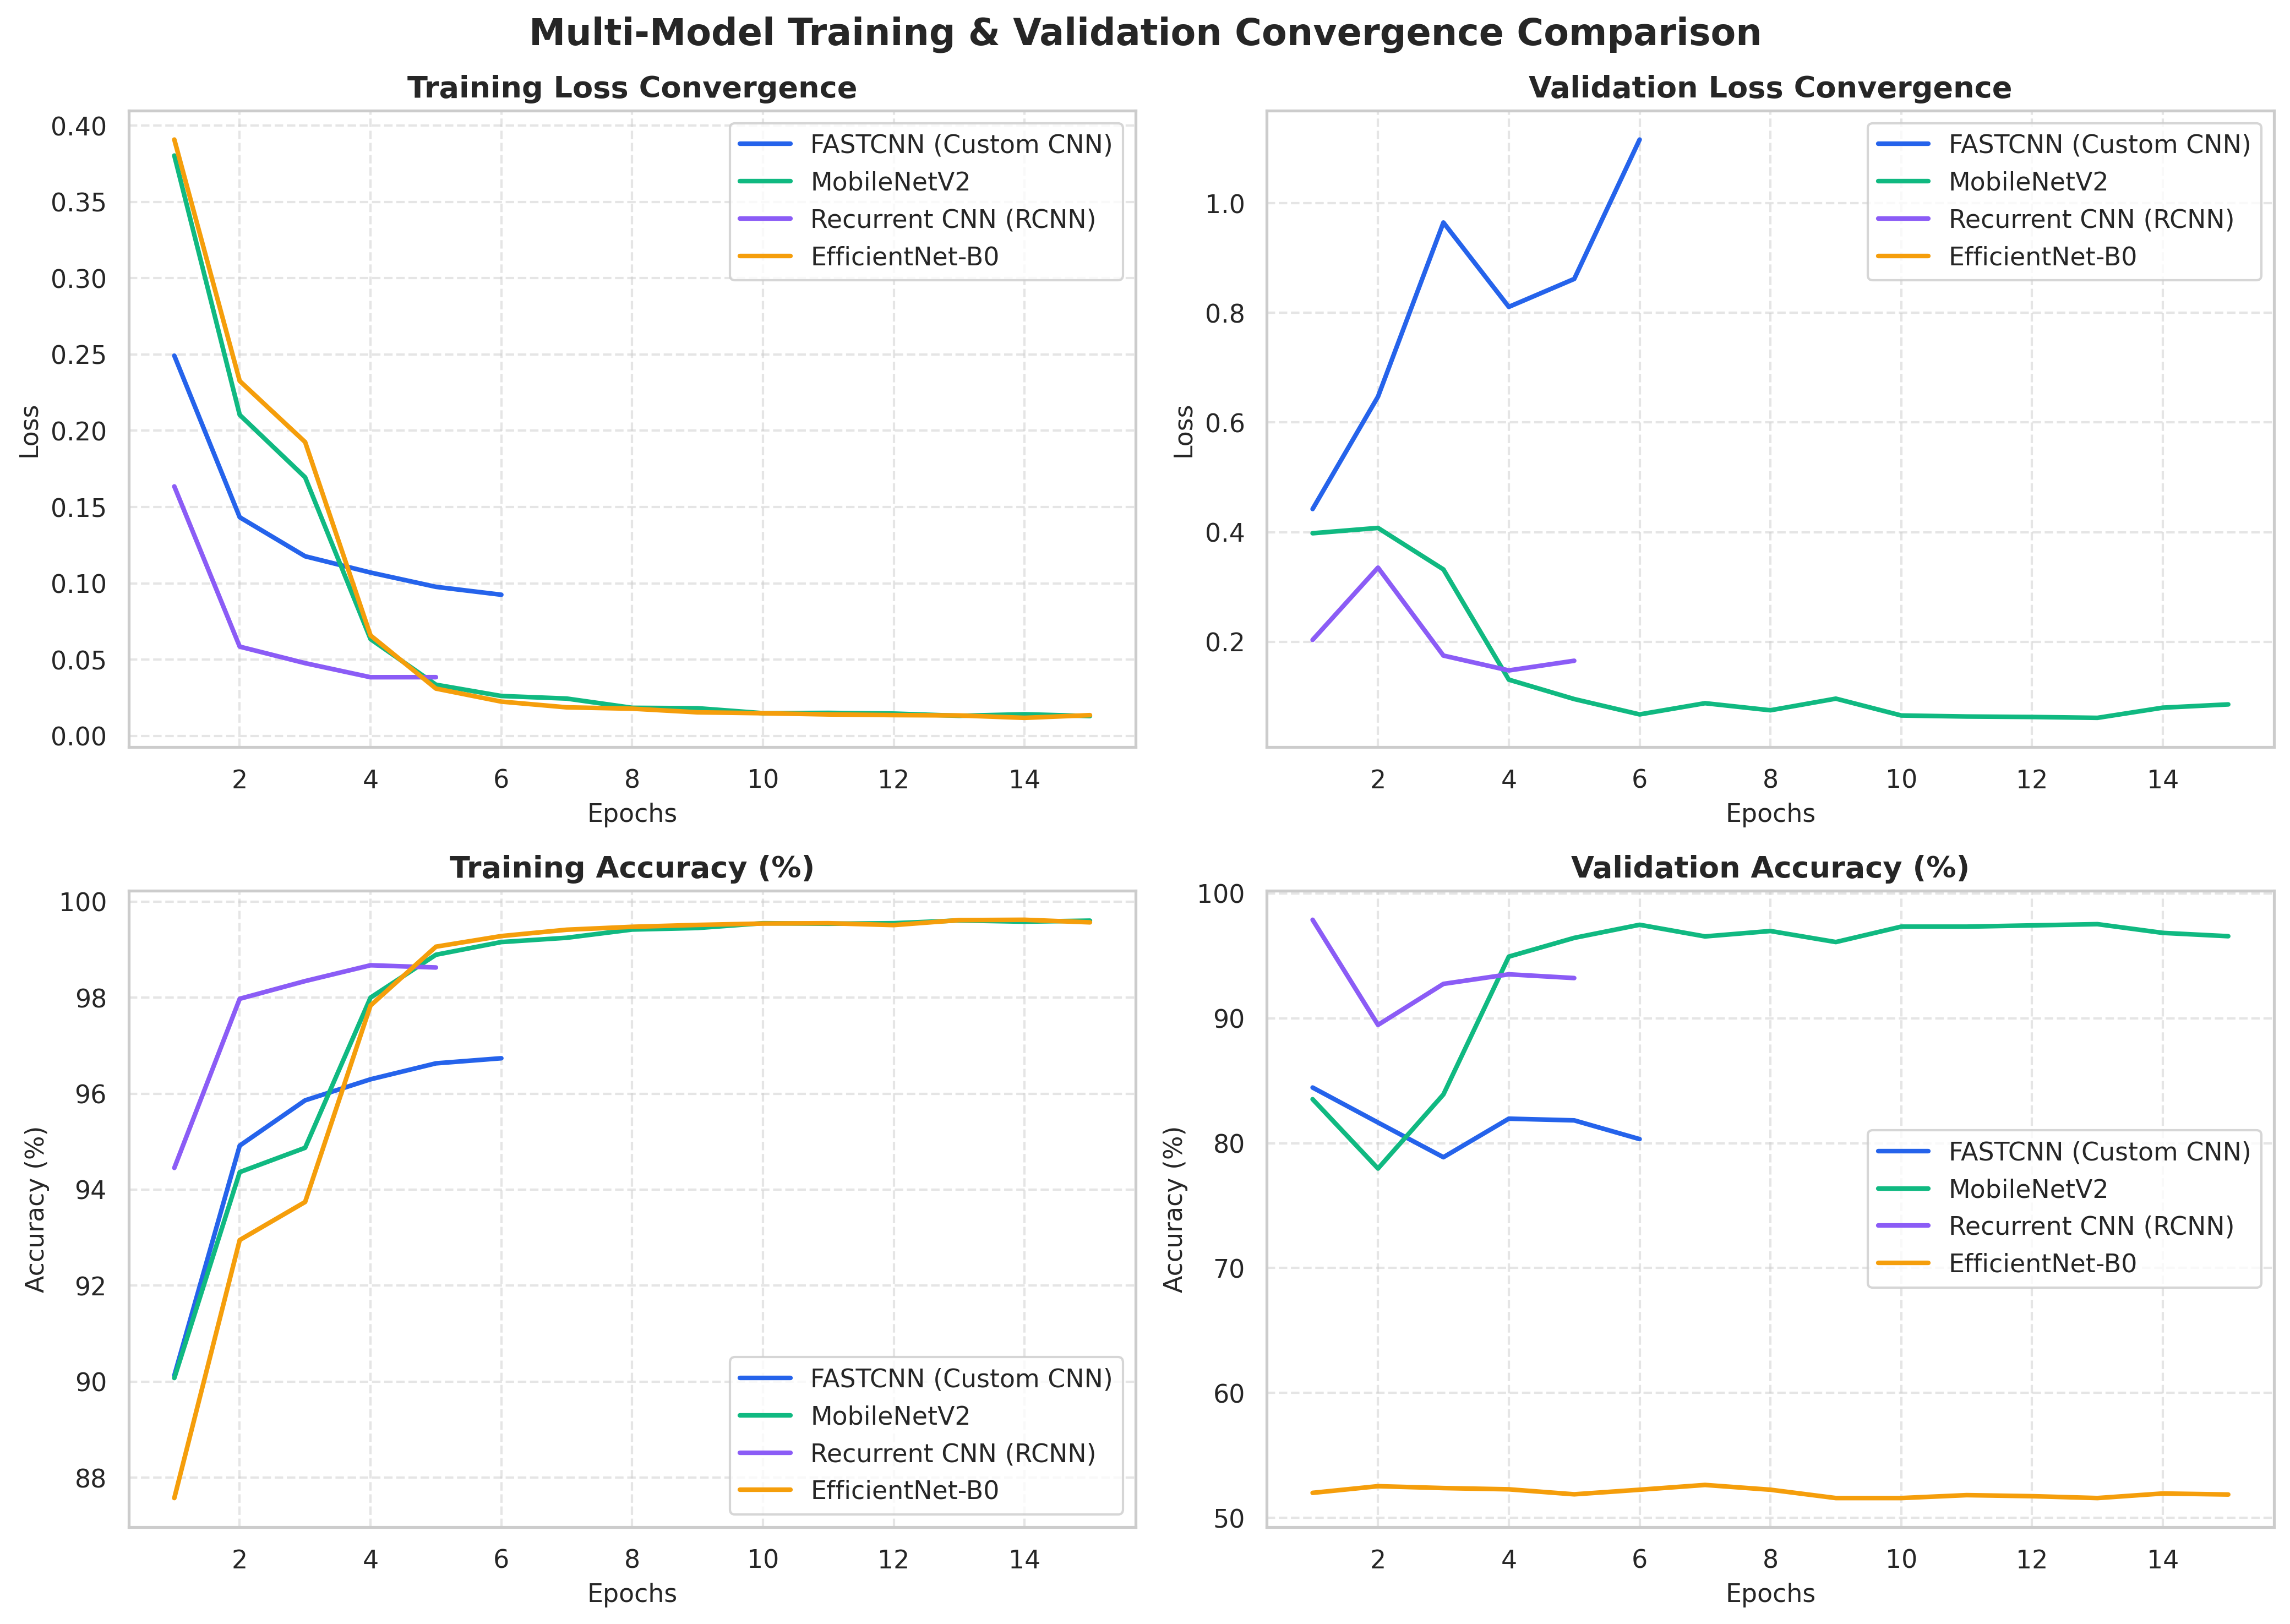 Multi-Model Training & Validation Convergence Comparison
Training Loss Convergence
0.40
0.35
0.30
0.25
0.20
0.15
0.10
0.05
0.00
Loss
2 4 6 8 10 12 14
Epochs
FASTCNN (Custom CNN)
MobileNetV2
Recurrent CNN (RCNN)
EfficientNet-B0
Validation Loss Convergence
1.0
0.8
0.6
0.4
0.2
Loss
2 4 6 8 10 12 14
Epochs
FASTCNN (Custom CNN)
MobileNetV2
Recurrent CNN (RCNN)
EfficientNet-B0
Training Accuracy (%)
100
98
96
94
92
90
88
Accuracy (%)
2 4 6 8 10 12 14
Epochs
FASTCNN (Custom CNN)
MobileNetV2
Recurrent CNN (RCNN)
EfficientNet-B0
Validation Accuracy (%)
100
90
80
70
60
50
Accuracy (%)
2 4 6 8 10 12 14
Epochs
FASTCNN (Custom CNN)
MobileNetV2
Recurrent CNN (RCNN)
EfficientNet-B0